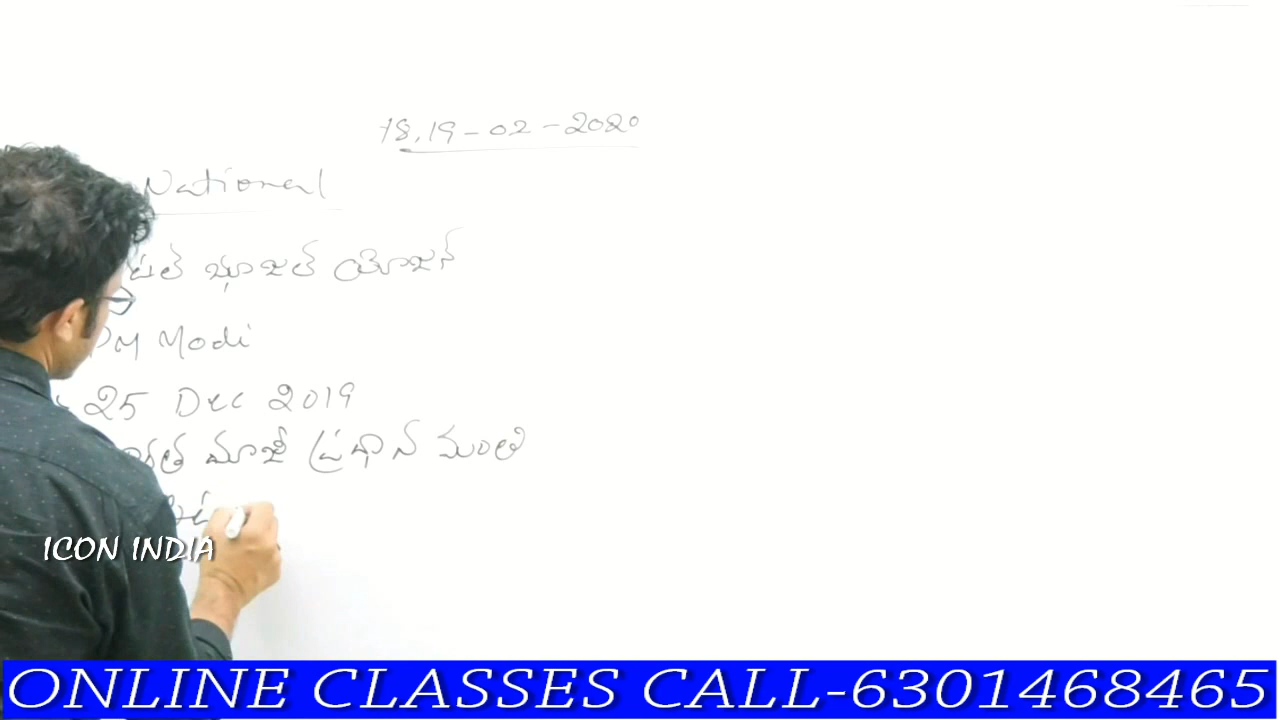 18,19-02-2020
National
భూజల్ యోజన్
PM Modi
25 Dec 2019
మాజీ ప్రధాన మంత్రి
ICON INDIA
ONLINE CLASSES CALL-6301468465